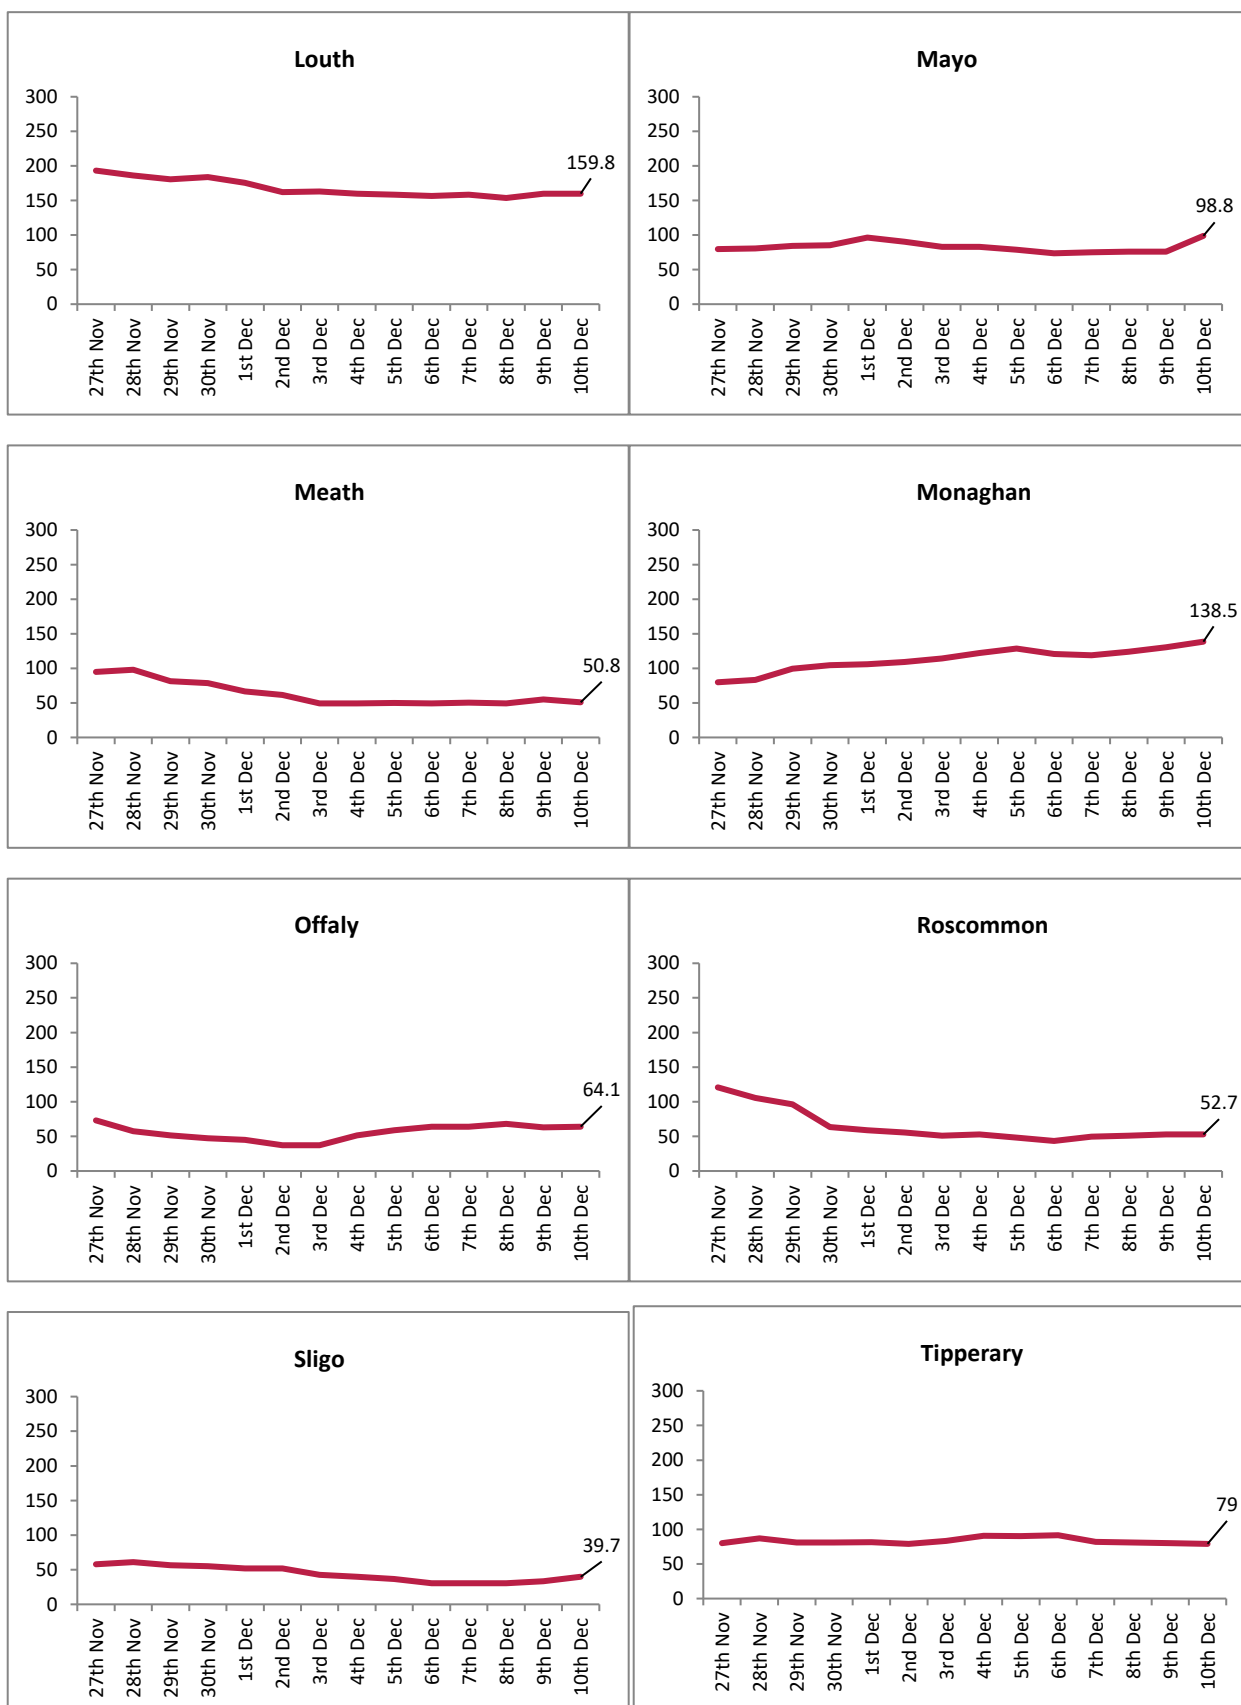 Louth
300
250
200
150
100
50
0
159.8
27th Nov
28th Nov
29th Nov
30th Nov
1st Dec
2nd Dec
3rd Dec
4th Dec
5th Dec
6th Dec
7th Dec
8th Dec
9th Dec
10th Dec
Mayo
300
250
200
150
100
50
0
98.8
27th Nov
28th Nov
29th Nov
30th Nov
1st Dec
2nd Dec
3rd Dec
4th Dec
5th Dec
6th Dec
7th Dec
8th Dec
9th Dec
10th Dec
Meath
300
250
200
150
100
50
0
50.8
27th Nov
28th Nov
29th Nov
30th Nov
1st Dec
2nd Dec
3rd Dec
4th Dec
5th Dec
6th Dec
7th Dec
8th Dec
9th Dec
10th Dec
Monaghan
300
250
200
150
100
50
0
138.5
27th Nov
28th Nov
29th Nov
30th Nov
1st Dec
2nd Dec
3rd Dec
4th Dec
5th Dec
6th Dec
7th Dec
8th Dec
9th Dec
10th Dec
Offaly
300
250
200
150
100
50
0
64.1
27th Nov
28th Nov
29th Nov
30th Nov
1st Dec
2nd Dec
3rd Dec
4th Dec
5th Dec
6th Dec
7th Dec
8th Dec
9th Dec
10th Dec
Roscommon
300
250
200
150
100
50
0
52.7
27th Nov
28th Nov
29th Nov
30th Nov
1st Dec
2nd Dec
3rd Dec
4th Dec
5th Dec
6th Dec
7th Dec
8th Dec
9th Dec
10th Dec
Sligo
300
250
200
150
100
50
0
39.7
27th Nov
28th Nov
29th Nov
30th Nov
1st Dec
2nd Dec
3rd Dec
4th Dec
5th Dec
6th Dec
7th Dec
8th Dec
9th Dec
10th Dec
Tipperary
300
250
200
150
100
50
0
79
27th Nov
28th Nov
29th Nov
30th Nov
1st Dec
2nd Dec
3rd Dec
4th Dec
5th Dec
6th Dec
7th Dec
8th Dec
9th Dec
10th Dec